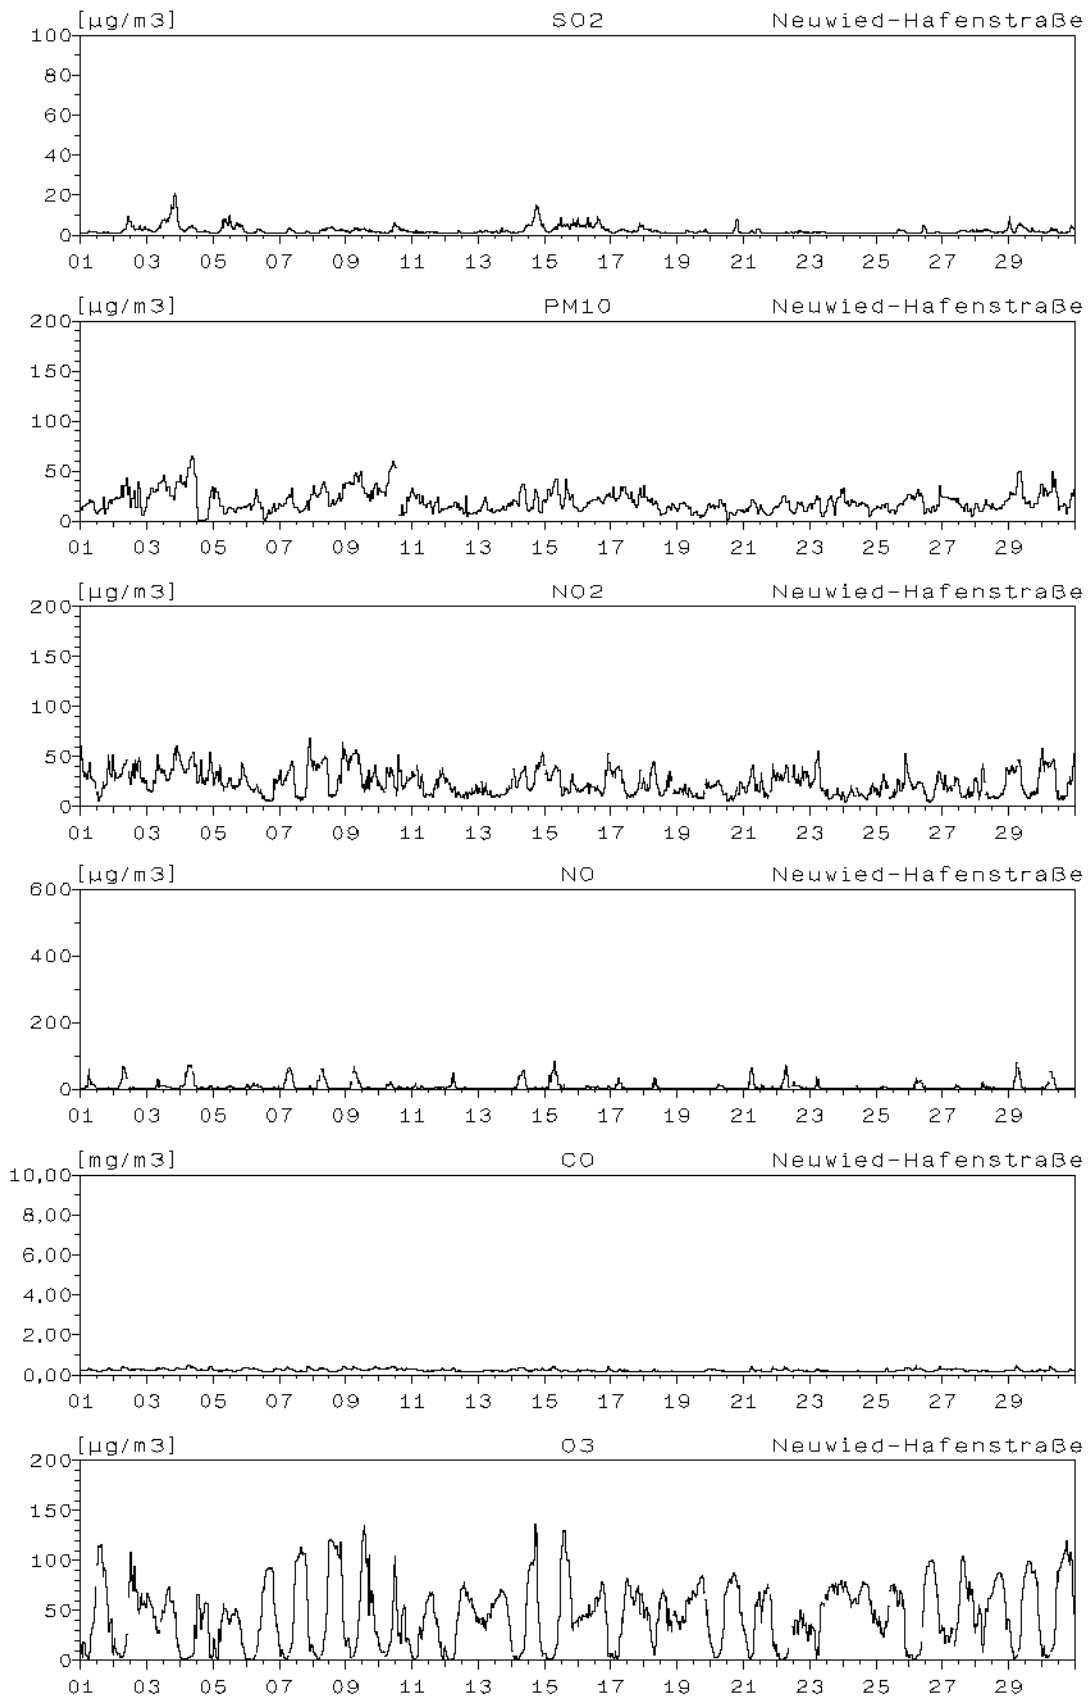 [µg/m3] SO2 Neuwied-Hafenstraße
100
80
60
40
20
0
01 03 05 07 09 11 13 15 17 19 21 23 25 27 29
[µg/m3] PM10 Neuwied-Hafenstraße
200
150
100
50
0
01 03 05 07 09 11 13 15 17 19 21 23 25 27 29
[µg/m3] NO2 Neuwied-Hafenstraße
200
150
100
50
0
01 03 05 07 09 11 13 15 17 19 21 23 25 27 29
[µg/m3] NO Neuwied-Hafenstraße
600
400
200
0
01 03 05 07 09 11 13 15 17 19 21 23 25 27 29
[mg/m3] CO Neuwied-Hafenstraße
10,00
8,00
6,00
4,00
2,00
0,00
01 03 05 07 09 11 13 15 17 19 21 23 25 27 29
[µg/m3] O3 Neuwied-Hafenstraße
200
150
100
50
0
01 03 05 07 09 11 13 15 17 19 21 23 25 27 29